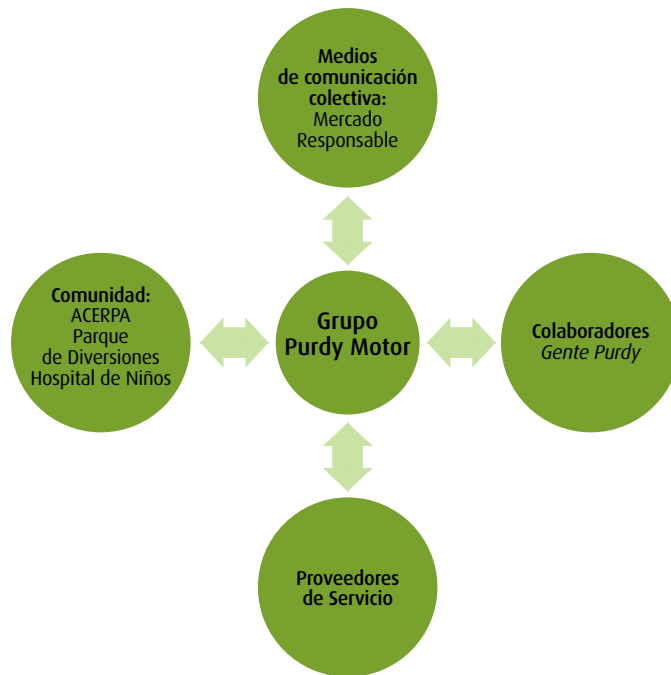 Medios
de comunicación
colectiva:
Mercado
Responsable
Comunidad:
ACERPA
Parque
de Diversiones
Hospital de Niños
Grupo
Purdy Motor
Colaboradores
Gente Purdy
Proveedores
de Servicio